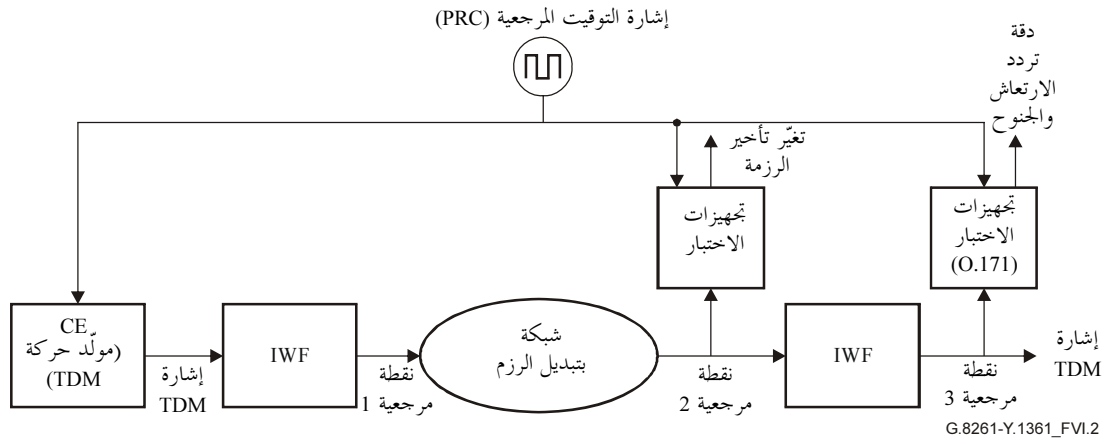 إشارة التوقيت المرجعية (PRC)
دقة
تردد
الارتعاش
والجنوح
تغيّر تأخير
الرزمة
تجهيزات
الاختبار
تجهيزات
الاختبار
(O.171)
CE
(مولّد حركة
TDM)
إشارة
TDM
IWF
نقطة
مرجعية 1
شبكة
بتبديل الرزم
نقطة
مرجعية 2
IWF
نقطة
مرجعية 3
إشارة
TDM
G.8261-Y.1361_FVI.2